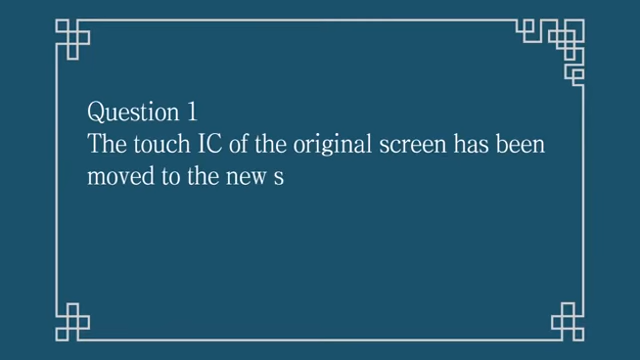 Question 1
The touch IC of the original screen has been
moved to the new s